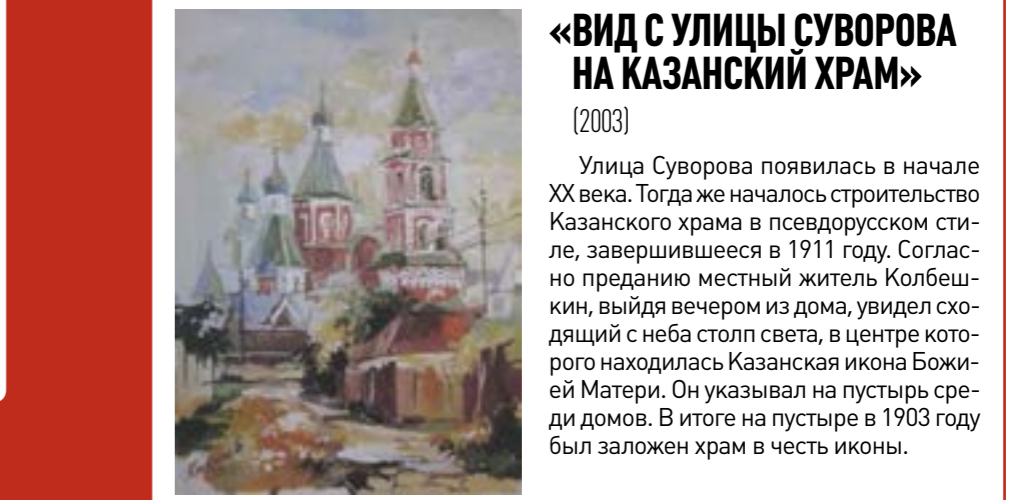 «ВИД С УЛИЦЫ СУВОРОВА
НА КАЗАНСКИЙ ХРАМ»
(2003)
Улица Суворова появилась в начале
XX века. Тогда же началось строительство
Казанского храма в псевдорусском сти-
ле, завершившееся в 1911 году. Соглас-
но преданию местный житель Колбеш-
кин, выйдя вечером из дома, увидел схо-
дящий с неба столп света, в центре кото-
рого находилась Казанская икона Божи-
ей Матери. Он указывал на пустырь сре-
ди домов. В итоге на пустыре в 1903 году
был заложен храм в честь иконы.